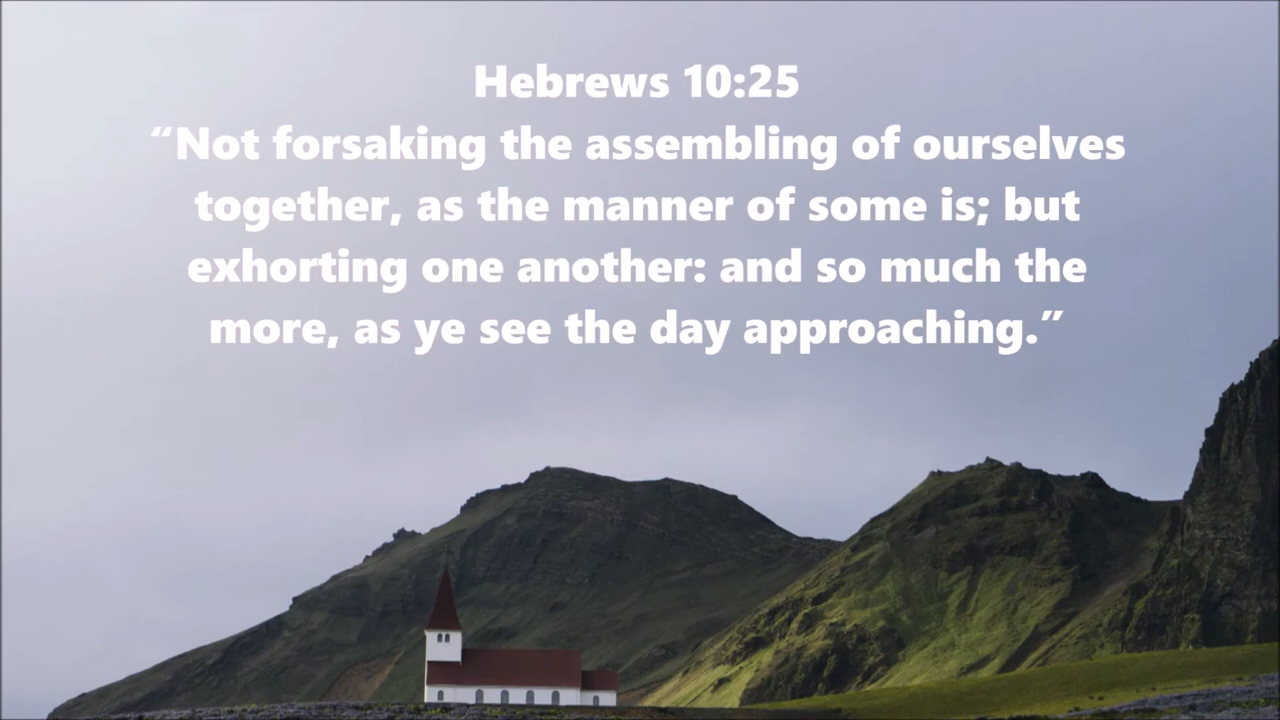 Hebrews 10:25
“Not forsaking the assembling of ourselves
together, as the manner of some is; but
exhorting one another: and so much the
more, as ye see the day approaching.”